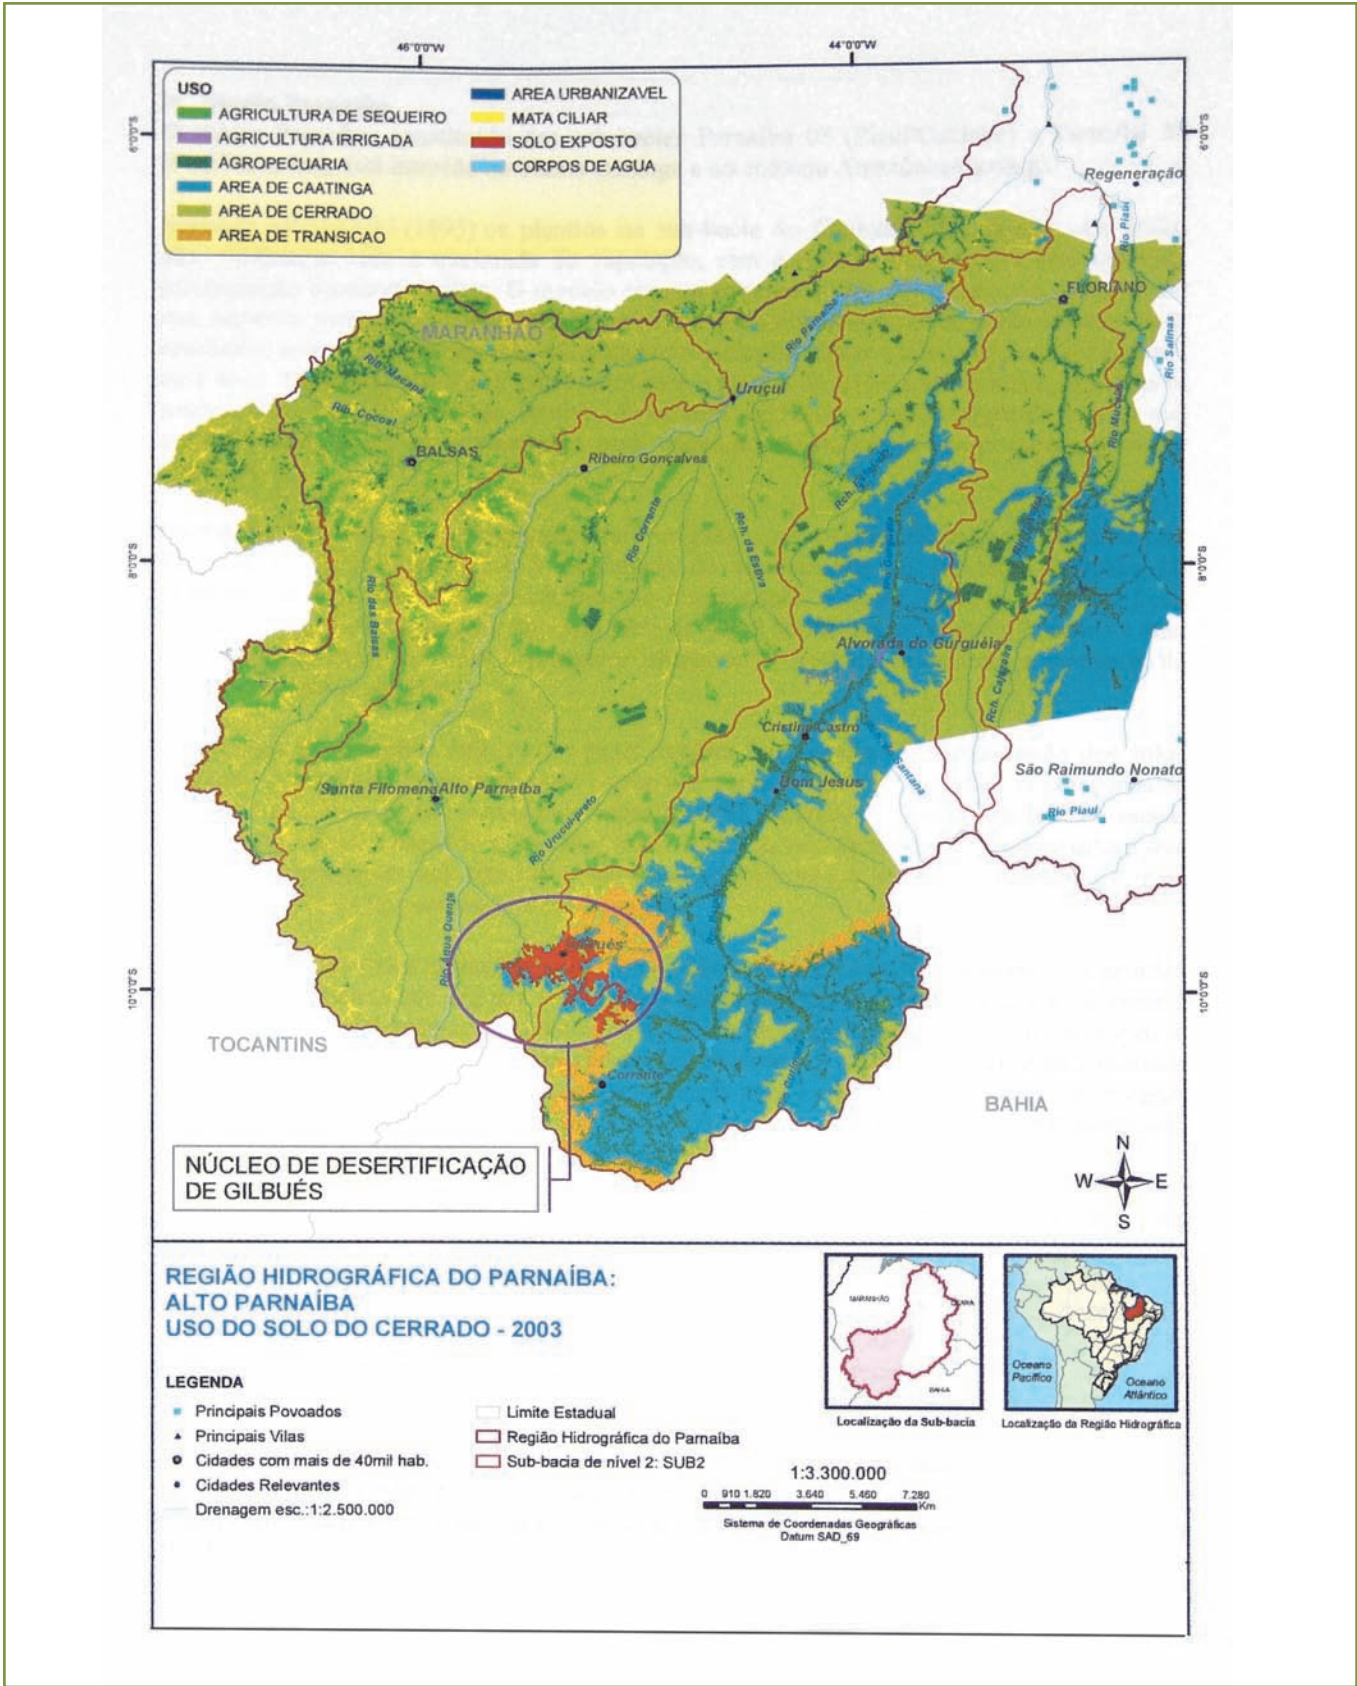 46°0'0"W
44°0'0"W
USO
AGRICULTURA DE SEQUEIRO
AGRICULTURA IRRIGADA
AGROPECUARIA
AREA DE CAATINGA
AREA DE CERRADO
AREA DE TRANSICAO
AREA URBANIZAVEL
MATA CILIAR
SOLO EXPOSTO
CORPOS DE AGUA
6°0'0"S
6°0'0"S
Regeneração
Rio Piauí
FLORIANO
MARANHÃO
Rio Parnaíba
Rio Salinas
Rib. Macapá
Uruçuí
Rib. Cocoal
BALSAS
Ribeiro Gonçalves
Rio Corrente
Rch. da Estiva
8°0'0"S
8°0'0"S
Rio das Balsas
Alvorada do Gurguéia
Cristino Castro
São Raimundo Nonato
Bom Jesus
Santa Filomena
Alto Parnaíba
Rio Piauí
Rio Uruçuí-preto
10°0'0"S
10°0'0"S
TOCANTINS
Corrente
BAHIA
NÚCLEO DE DESERTIFICAÇÃO
DE GILBUÉS
N
W
E
S
REGIÃO HIDROGRÁFICA DO PARNAÍBA:
ALTO PARNAÍBA
USO DO SOLO DO CERRADO - 2003
LEGENDA
Principais Povoados
Principais Vilas
Cidades com mais de 40mil hab.
Cidades Relevantes
Drenagem esc.:1:2.500.000
Limite Estadual
Região Hidrográfica do Parnaíba
Sub-bacia de nível 2: SUB2
MARANHÃO
CEARA
BAHIA
Localização da Sub-bacia
Oceano
Pacífico
Oceano
Atlântico
Localização da Região Hidrográfica
1:3.300.000
0 910 1.820 3.640 5.460 7.280
Km
Sistema de Coordenadas Geográficas
Datum SAD_69